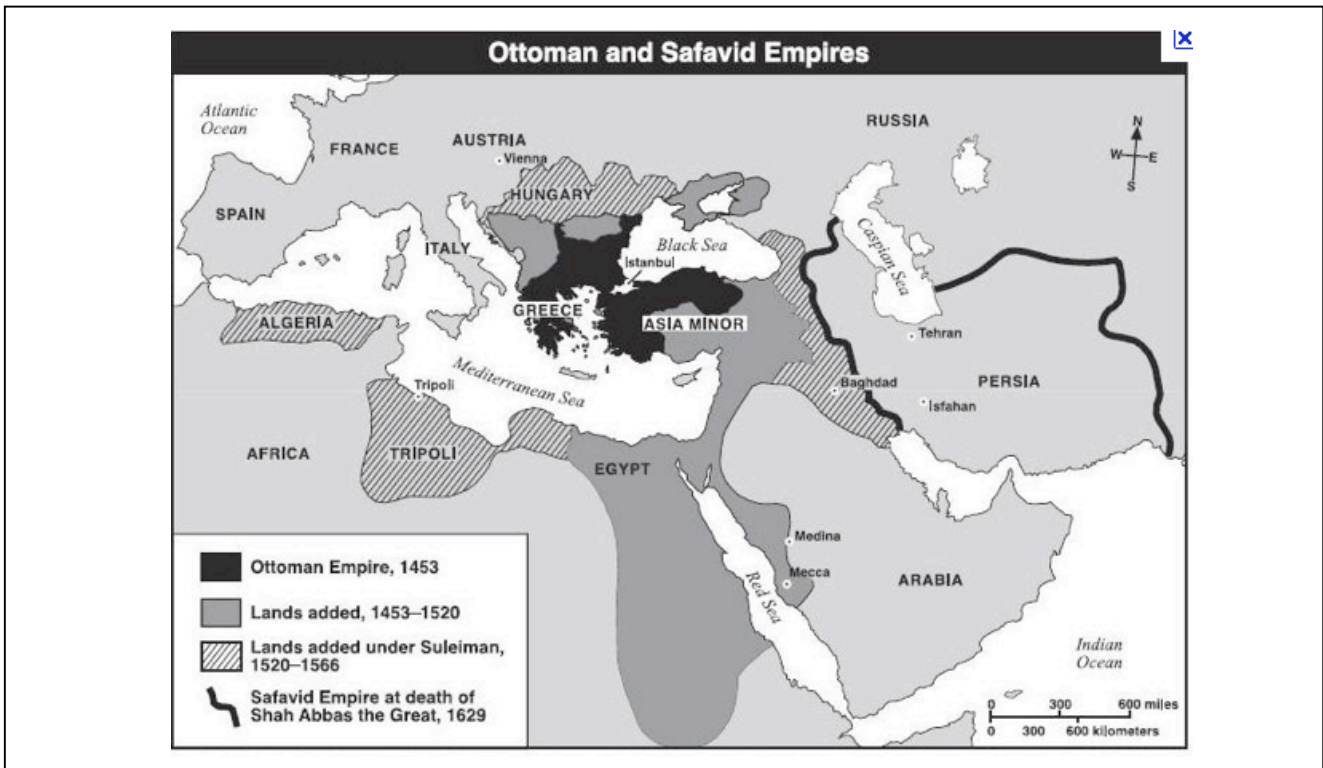 Ottoman and Safavid Empires
Atlantic
Ocean
RUSSIA
FRANCE
AUSTRIA
Vienna
N
W
E
S
HUNGARY
SPAIN
ITALY
Black Sea
Caspian Sea
Istanbul
GREECE
ASIA MINOR
ALGERIA
Tehran
Mediterranean Sea
Tripoli
Baghdad
PERSIA
Isfahan
AFRICA
TRIPOLI
EGYPT
Medina
Mecca
Red Sea
ARABIA
Indian
Ocean
Ottoman Empire, 1453
Lands added, 1453–1520
Lands added under Suleiman,
1520–1566
Safavid Empire at death of
Shah Abbas the Great, 1629
0 300 600 miles
0 300 600 kilometers